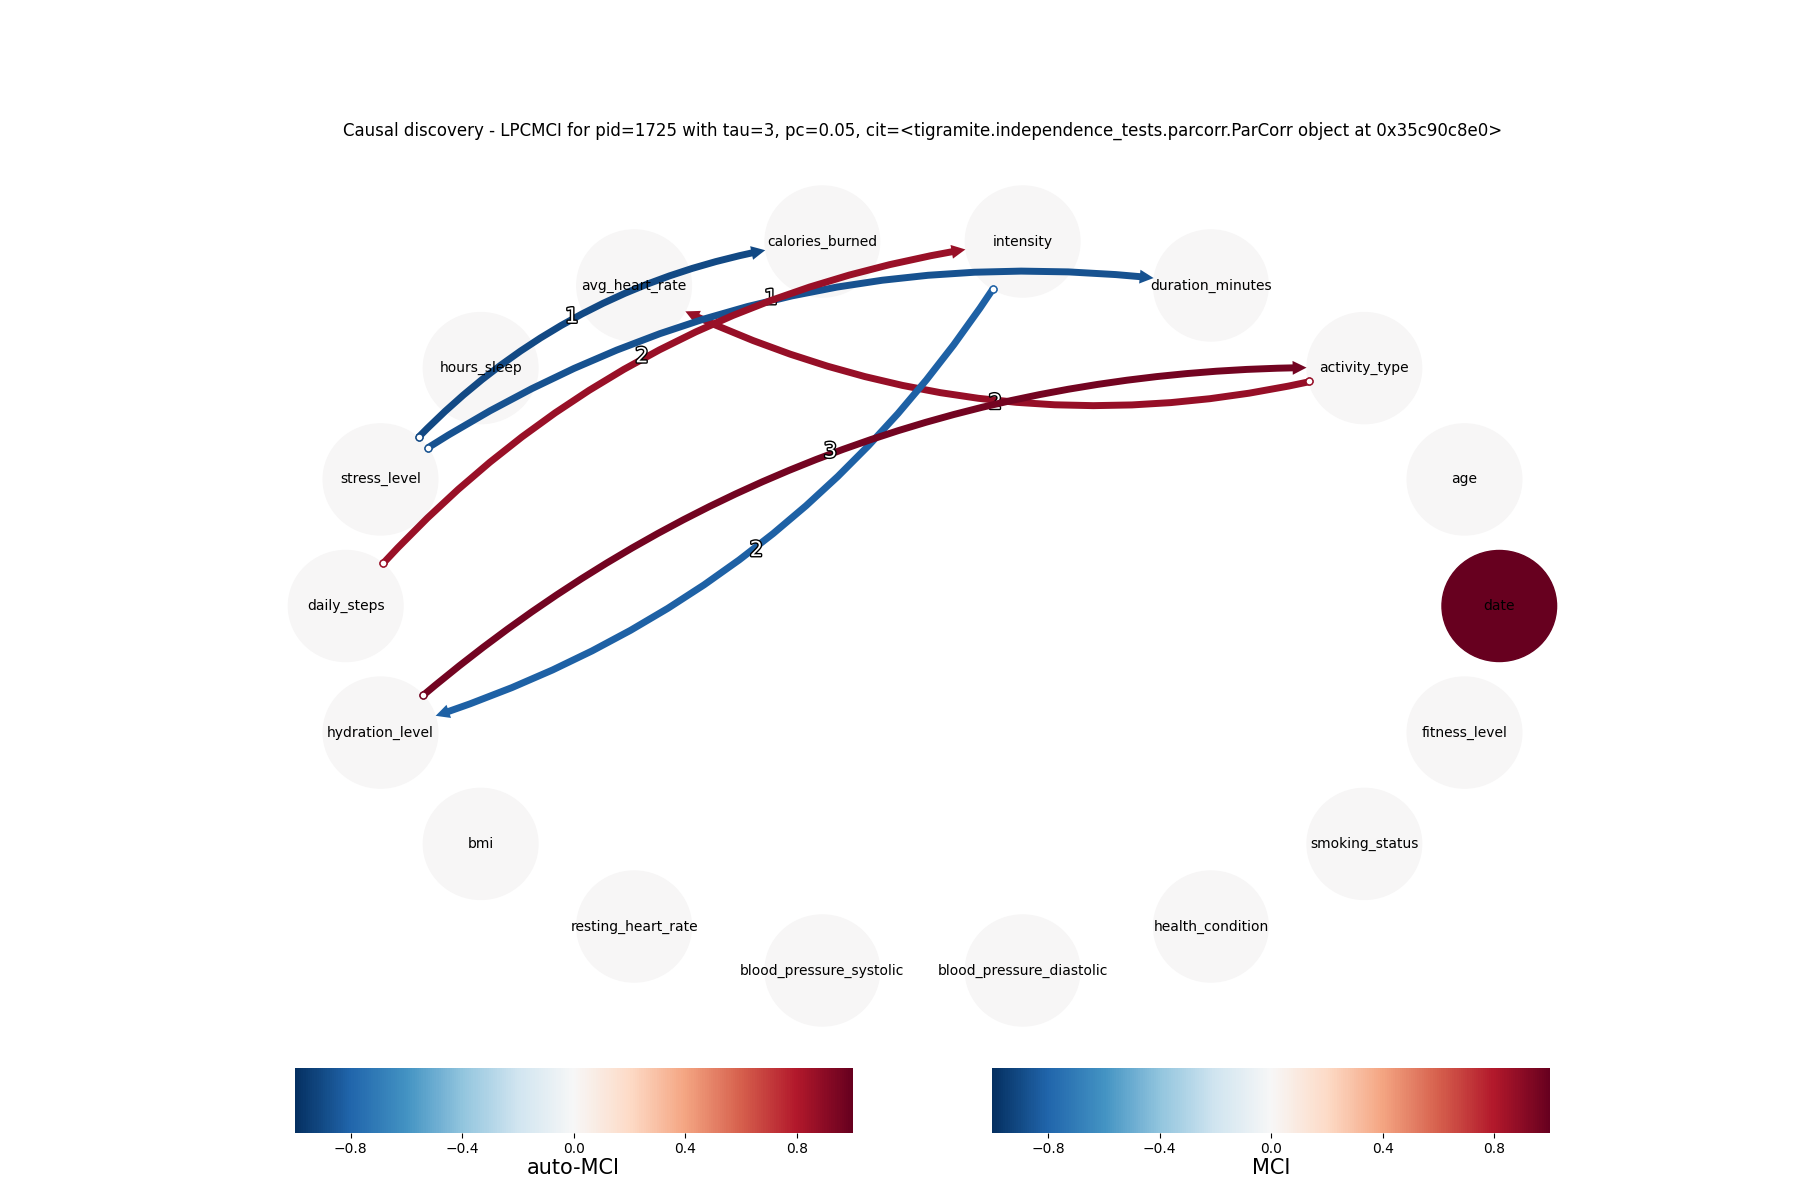 Causal discovery - LPCMCI for pid=1725 with tau=3, pc=0.05, cit=<tigramite.independence_tests.parcorr.ParCorr object at 0x35c90c8e0>
calories_burned
intensity
avg_heart_rate
duration_minutes
1
1
2
hours_sleep
activity_type
2
3
stress_level
age
2
daily_steps
date
hydration_level
fitness_level
bmi
smoking_status
resting_heart_rate
health_condition
blood_pressure_systolic
blood_pressure_diastolic
−0.8 −0.4 0.0 0.4 0.8
auto-MCI
−0.8 −0.4 0.0 0.4 0.8
MCI